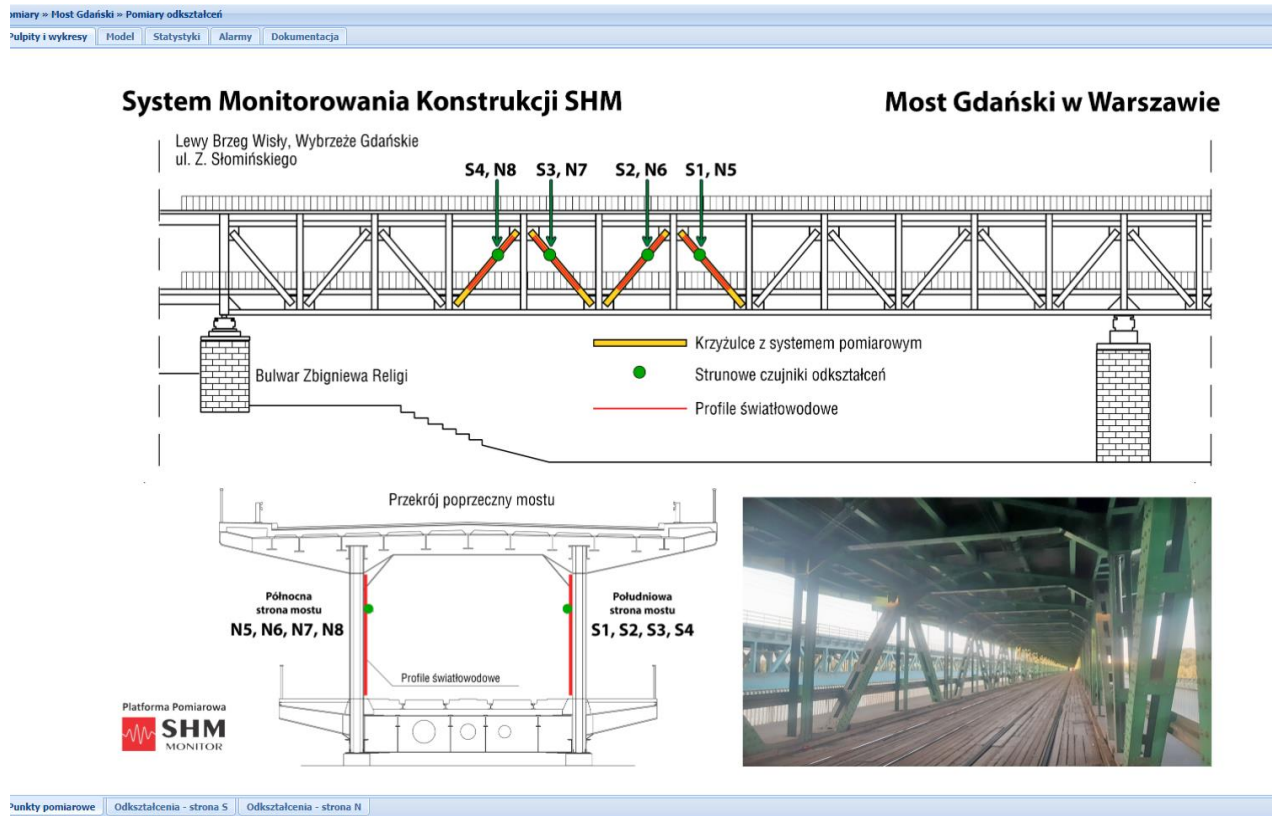 omiary » Most Gdański » Pomiary odkształceń
Pulpity i wykresy Model Statystyki Alarmy Dokumentacja
System Monitorowania Konstrukcji SHM
Most Gdański w Warszawie
Lewy Brzeg Wisły, Wybrzeże Gdańskie
ul. Z. Słomińskiego
S4, N8 S3, N7 S2, N6 S1, N5
Krzyżulce z systemem pomiarowym
Bulwar Zbigniewa Religi
Strunowe czujniki odkształceń
Profile światłowodowe
Przekrój poprzeczny mostu
Północna
strona mostu
N5, N6, N7, N8
Południowa
strona mostu
S1, S2, S3, S4
Profile światłowodowe
Platforma Pomiarowa
SHM
MONITOR
Punkty pomiarowe Odkształcenia - strona S Odkształcenia - strona N